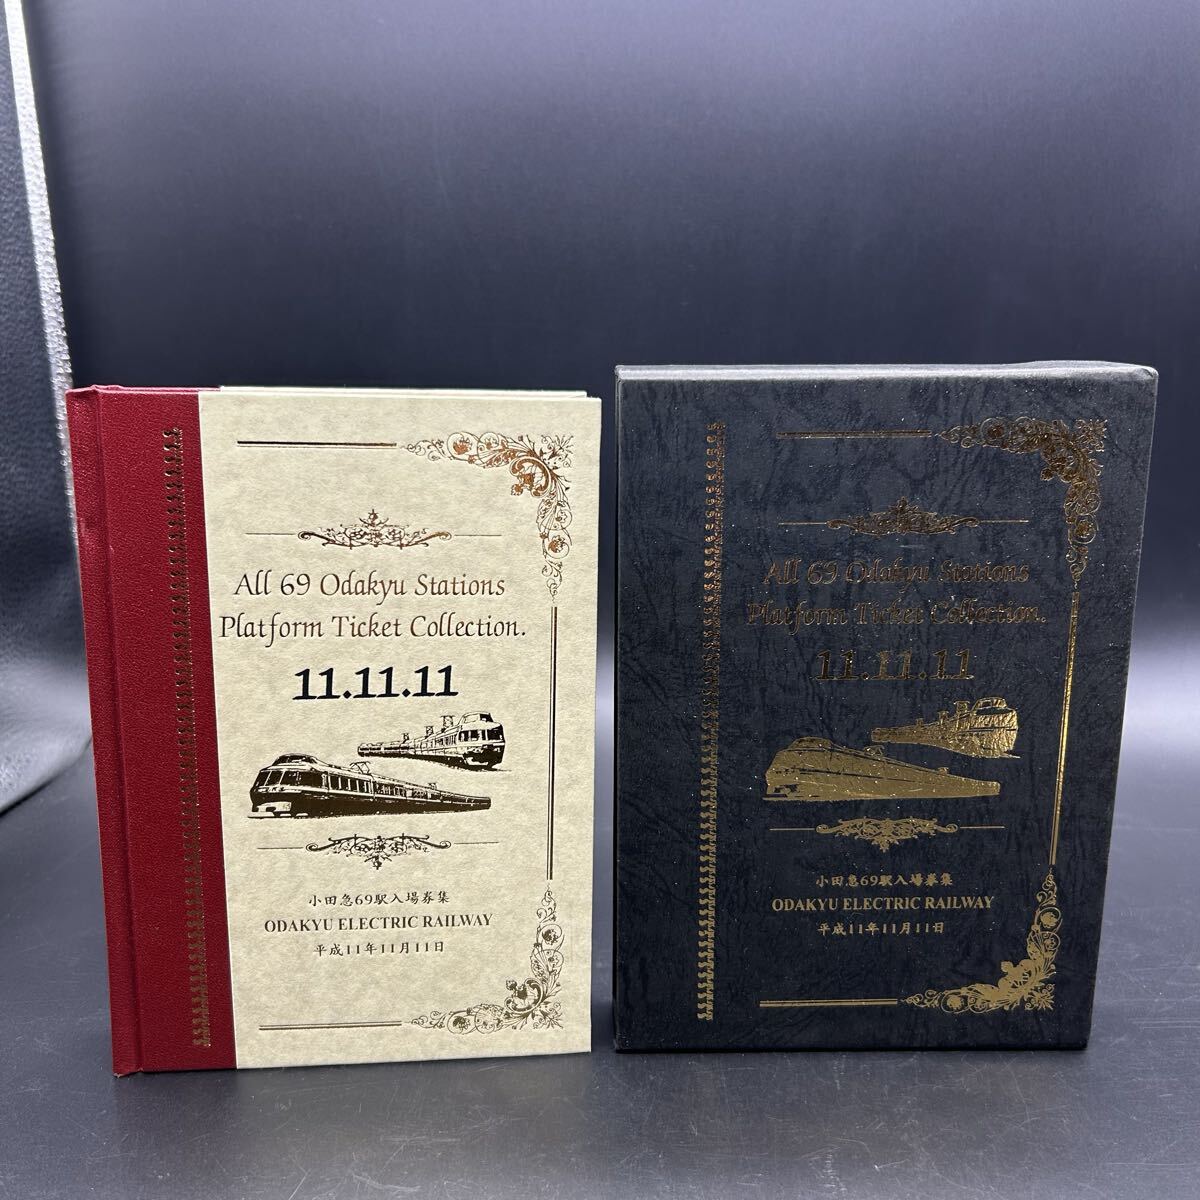 All 69 Odakyu Stations
Platform Ticket Collection.
11.11.11
小田急69駅入場券集
ODAKYU ELECTRIC RAILWAY
平成11年11月11日
All 69 Odakyu Stations
Platform Ticket Collection.
11.11.11
小田急69駅入場券集
ODAKYU ELECTRIC RAILWAY
平成11年11月11日